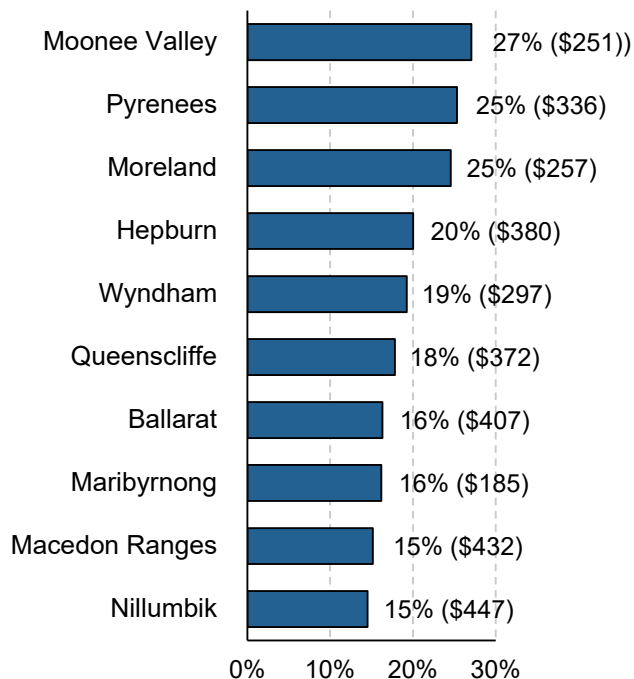 Moonee Valley 27% ($251))
Pyrenees 25% ($336)
Moreland 25% ($257)
Hepburn 20% ($380)
Wyndham 19% ($297)
Queenscliffe 18% ($372)
Ballarat 16% ($407)
Maribyrnong 16% ($185)
Macedon Ranges 15% ($432)
Nillumbik 15% ($447)
0% 10% 20% 30%